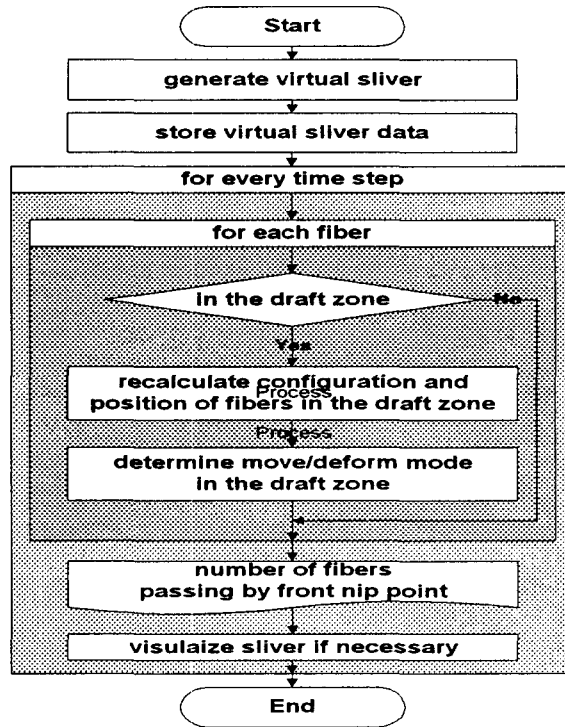 Start
generate virtual sliver
store virtual sliver data
for every time step
for each fiber
in the draft zone
No
Yes
recalculate configuration and
Process
position of fibers in the draft zone
Process
determine move/deform mode
in the draft zone
number of fibers
passing by front nip point
visulaize sliver if necessary
End